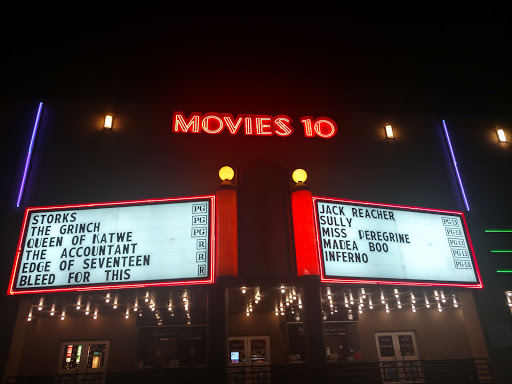 MOVIES 10
STORKS PG
THE GRINCH PG
QUEEN OF KATWE PG
THE ACCOUNTANT R
EDGE OF SEVENTEEN R
BLEED FOR THIS R
JACK REACHER PG13
SULLY PG13
MISS PEREGRINE PG13
MADEA BOO PG13
INFERNO PG13